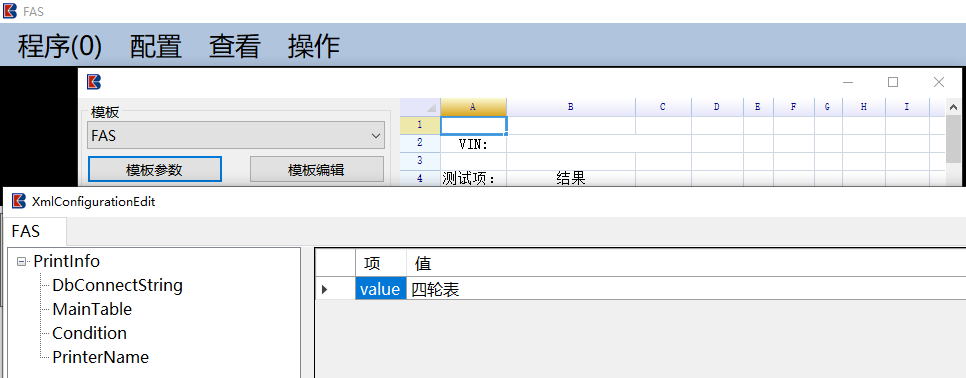 FAS
程序(0) 配置 查看 操作
模板
FAS
模板参数 模板编辑
A B C D E F G H I
1
2 VIN:
3
4 测试项: 结果
XmlConfigurationEdit
FAS
PrintInfo
DbConnectString
MainTable
Condition
PrinterName
项 值
value 四轮表